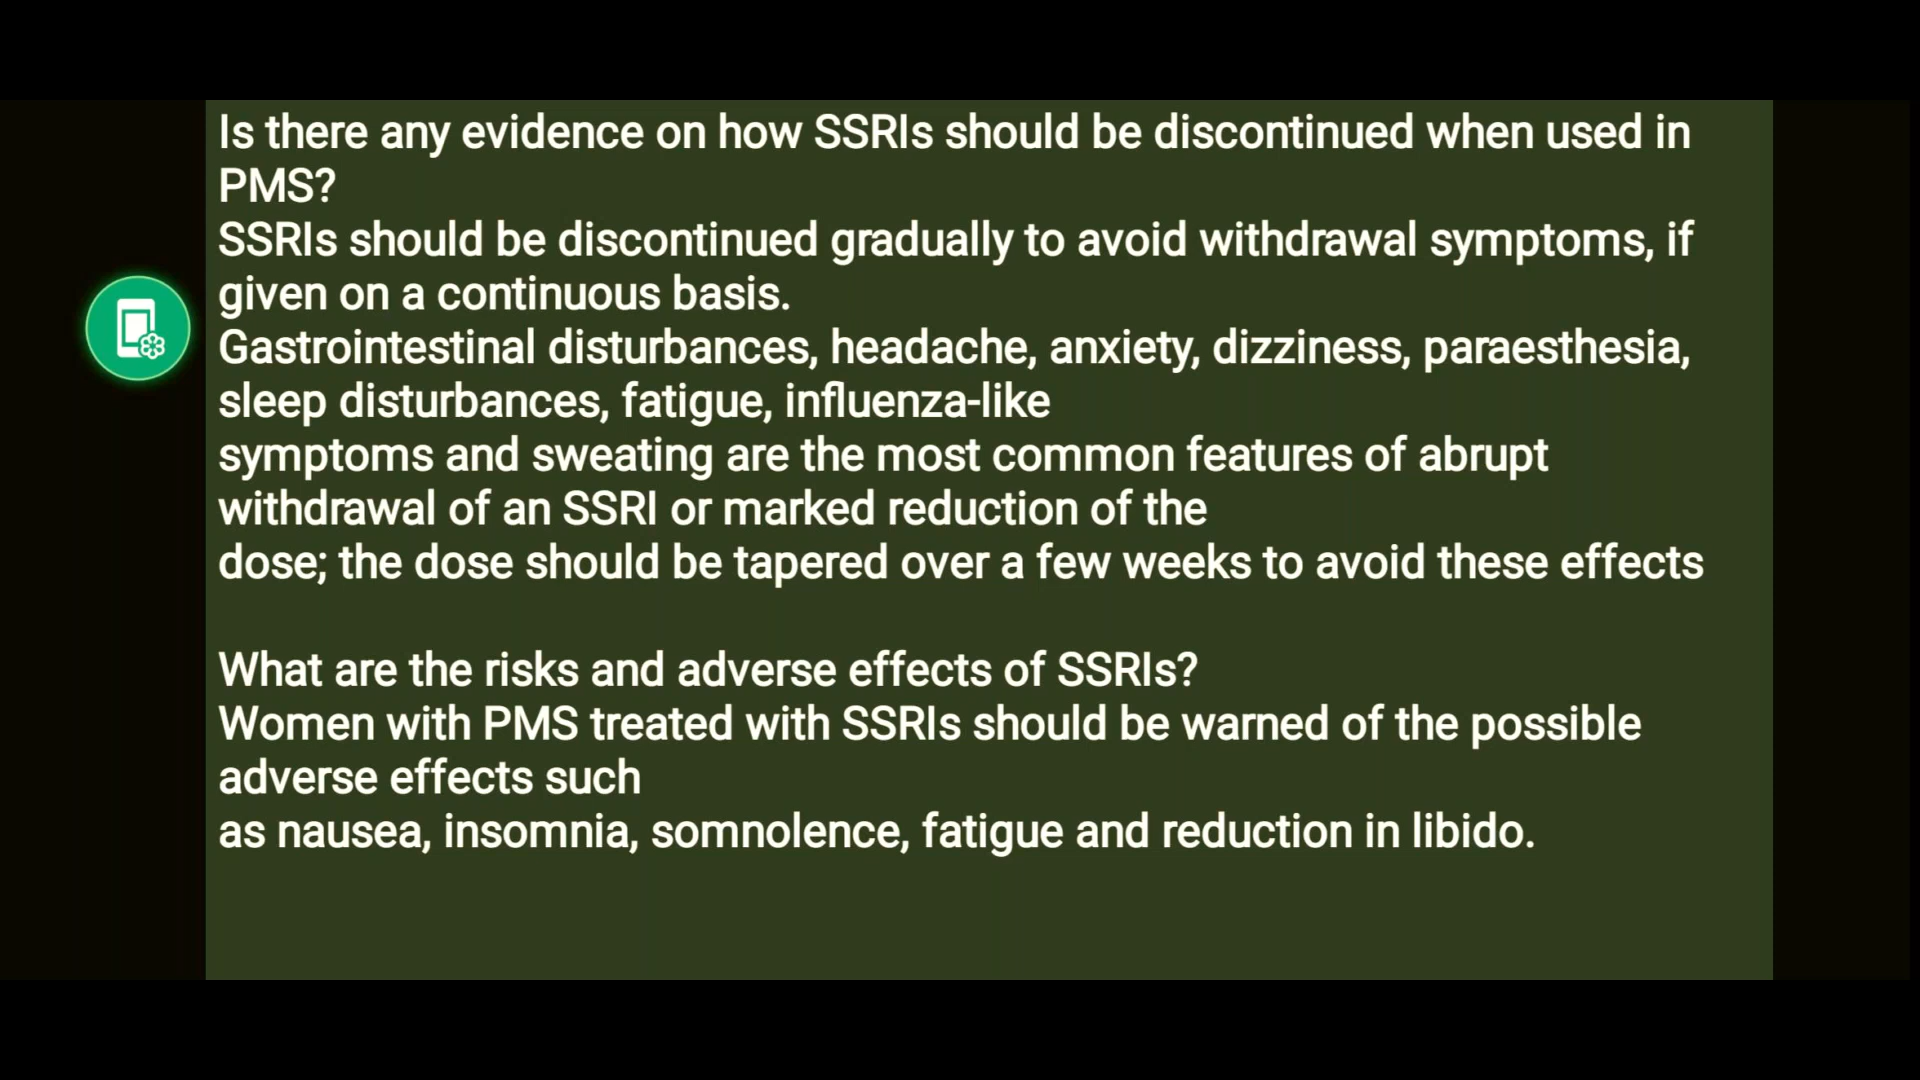 Is there any evidence on how SSRIs should be discontinued when used in
PMS?
SSRIs should be discontinued gradually to avoid withdrawal symptoms, if
given on a continuous basis.
Gastrointestinal disturbances, headache, anxiety, dizziness, paraesthesia,
sleep disturbances, fatigue, influenza-like
symptoms and sweating are the most common features of abrupt
withdrawal of an SSRI or marked reduction of the
dose; the dose should be tapered over a few weeks to avoid these effects
What are the risks and adverse effects of SSRIs?
Women with PMS treated with SSRIs should be warned of the possible
adverse effects such
as nausea, insomnia, somnolence, fatigue and reduction in libido.